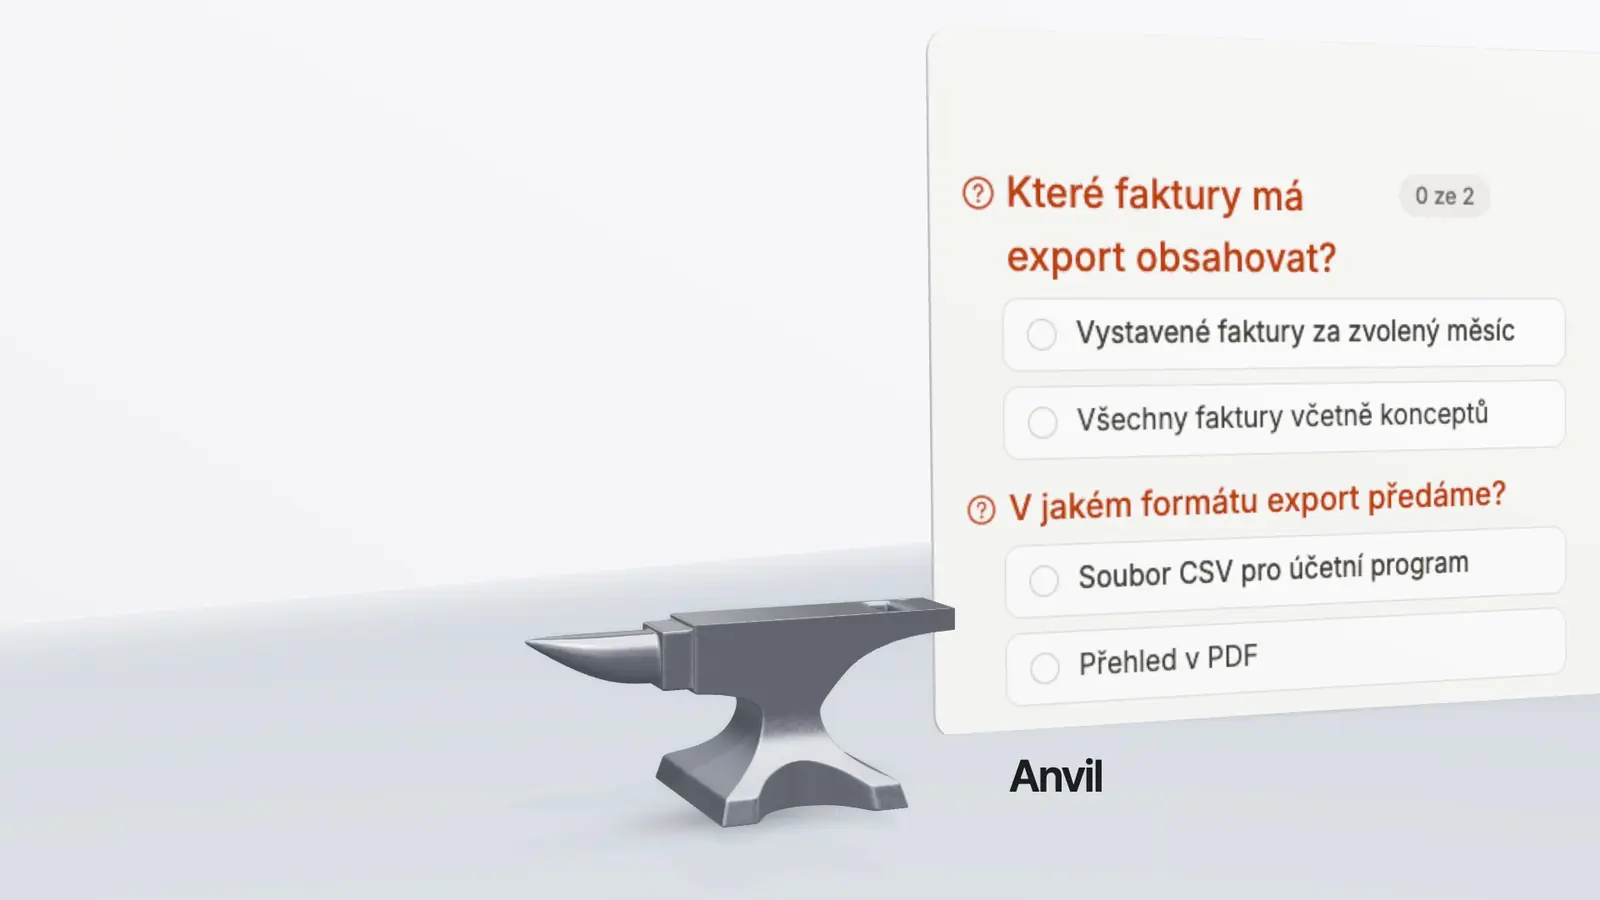 Které faktury má
0 ze 2
export obsahovat?
Vystavené faktury za zvolený měsíc
Všechny faktury včetně konceptů
V jakém formátu export předáme?
Soubor CSV pro účetní program
Přehled v PDF
Anvil